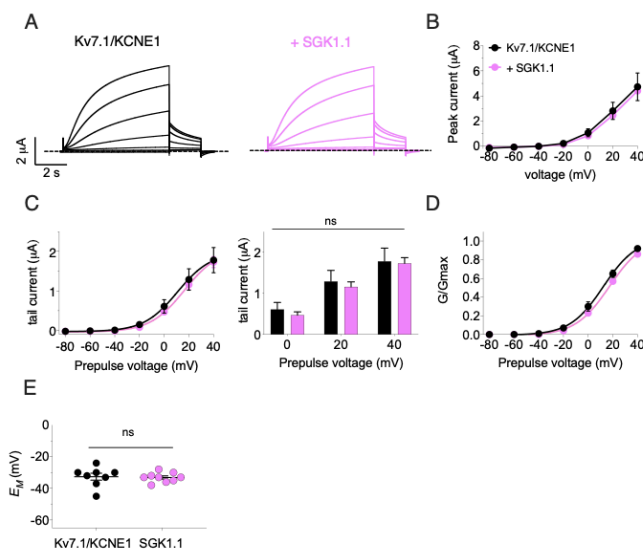 A
Kv7.1/KCNE1
+ SGK1.1
2 μA
2 s
B
Kv7.1/KCNE1
+ SGK1.1
Peak current (μA)
8
6
4
2
0
-80 -60 -40 -20 0 20 40
voltage (mV)
C
tail current (μA)
2
1
0
-80 -60 -40 -20 0 20 40
Prepulse voltage (mV)
ns
tail current (μA)
2
1
0
0 20 40
Prepulse voltage (mV)
D
G/Gmax
1.0
0.8
0.6
0.4
0.2
0.0
-80 -60 -40 -20 0 20 40
Prepulse voltage (mV)
E
ns
EM (mV)
0
-20
-40
-60
Kv7.1/KCNE1 SGK1.1